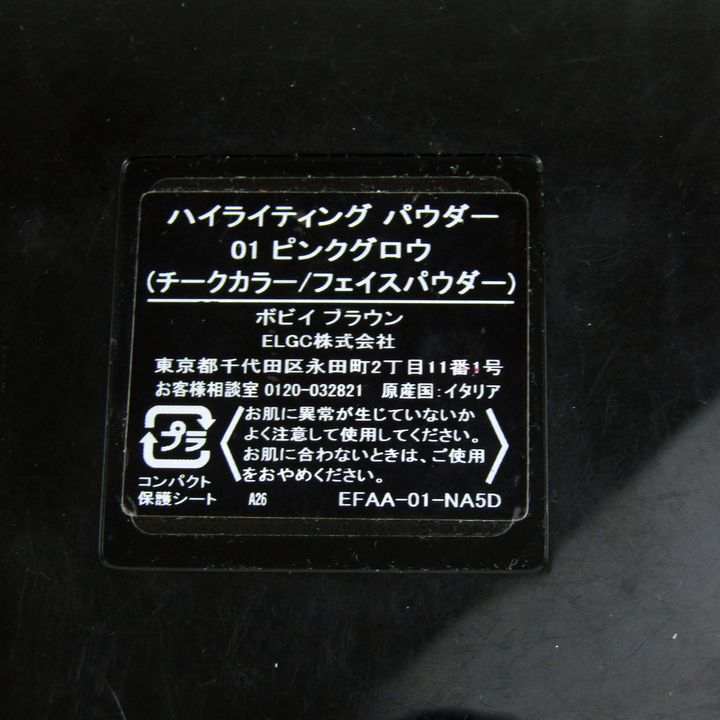 ハイライティング パウダー
01 ピンクグロウ
(チークカラー/フェイスパウダー)
ボビイ ブラウン
ELGC株式会社
東京都千代田区永田町2丁目11番1号
お客様相談室 0120-032821 原産国:イタリア
お肌に異常が生じていないか
よく注意して使用してください。
お肌に合わないときは、ご使用
をおやめください。
プラ
コンパクト
保護シート A26 EFAA-01-NA5D